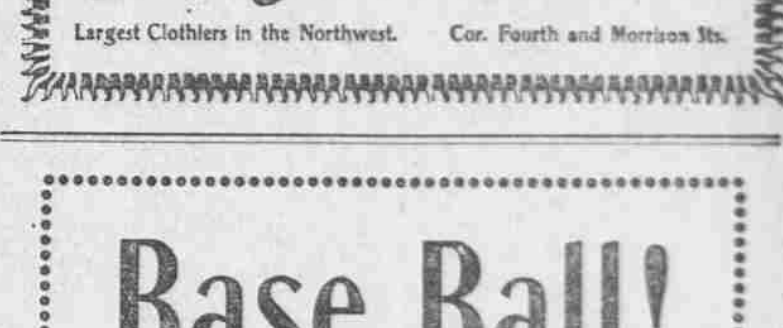 Largest Clothiers in the Northwest. Cor. Fourth and Morrison Sts.
Base Ball!